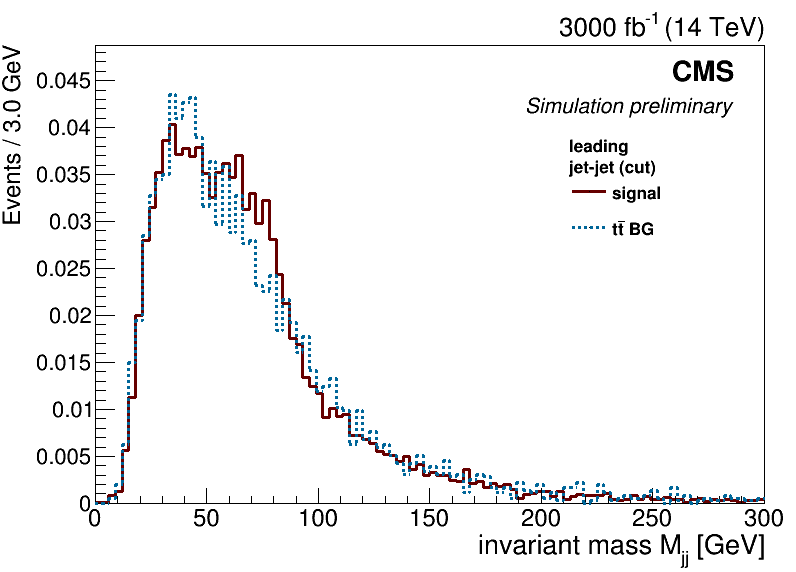 3000 fb-1 (14 TeV)
CMS
Simulation preliminary
leading
jet-jet (cut)
signal
tt̄ BG
Events / 3.0 GeV
0.045
0.04
0.035
0.03
0.025
0.02
0.015
0.01
0.005
0
0 50 100 150 200 250 300
invariant mass Mjj [GeV]